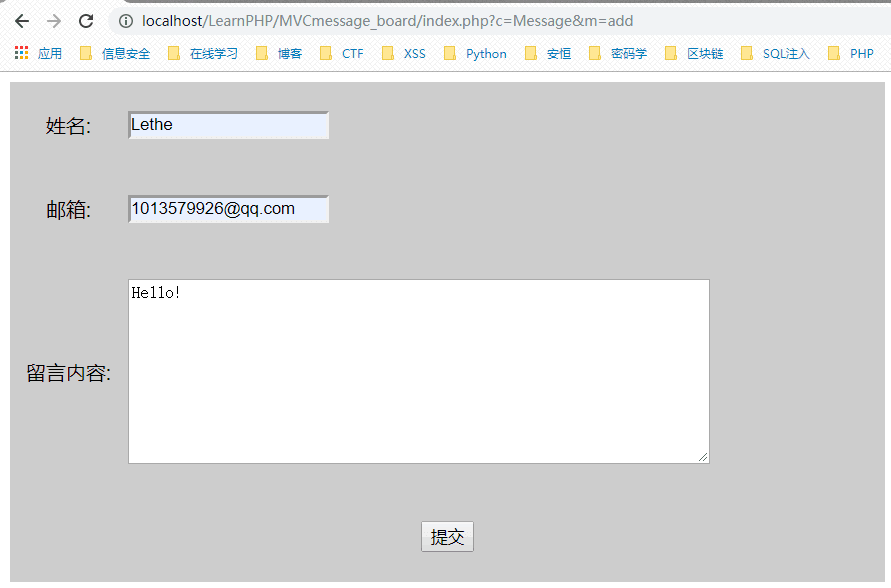 localhost/LearnPHP/MVCmessage_board/index.php?c=Message&m=add
应用 信息安全 在线学习 博客 CTF XSS Python 安恒 密码学 区块链 SQL注入 PHP
姓名: Lethe
邮箱: 1013579926@qq.com
Hello!
留言内容:
提交